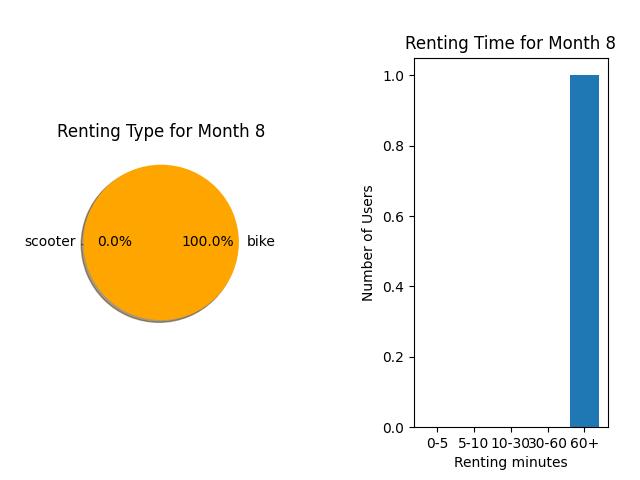 Renting Type for Month 8
scooter 0.0% 100.0% bike
Renting Time for Month 8
Number of Users
1.0
0.8
0.6
0.4
0.2
0.0
0-5 5-10 10-30 30-60 60+
Renting minutes